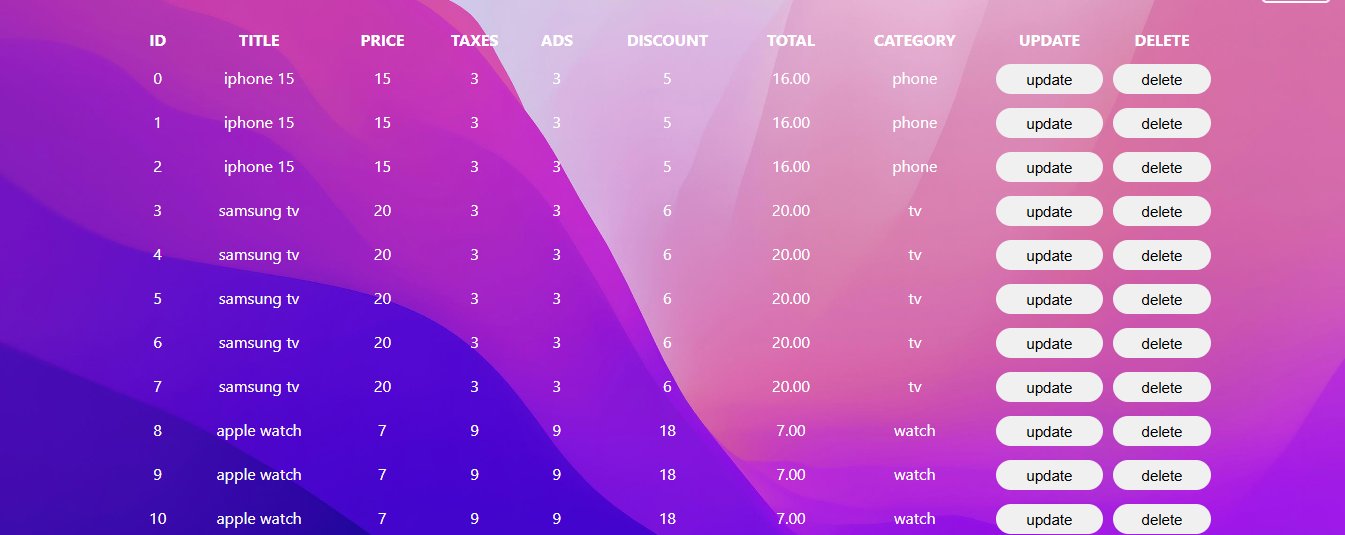 ID TITLE PRICE TAXES ADS DISCOUNT TOTAL CATEGORY UPDATE DELETE
0 iphone 15 15 3 3 5 16.00 phone update delete
1 iphone 15 15 3 3 5 16.00 phone update delete
2 iphone 15 15 3 3 5 16.00 phone update delete
3 samsung tv 20 3 3 6 20.00 tv update delete
4 samsung tv 20 3 3 6 20.00 tv update delete
5 samsung tv 20 3 3 6 20.00 tv update delete
6 samsung tv 20 3 3 6 20.00 tv update delete
7 samsung tv 20 3 3 6 20.00 tv update delete
8 apple watch 7 9 9 18 7.00 watch update delete
9 apple watch 7 9 9 18 7.00 watch update delete
10 apple watch 7 9 9 18 7.00 watch update delete